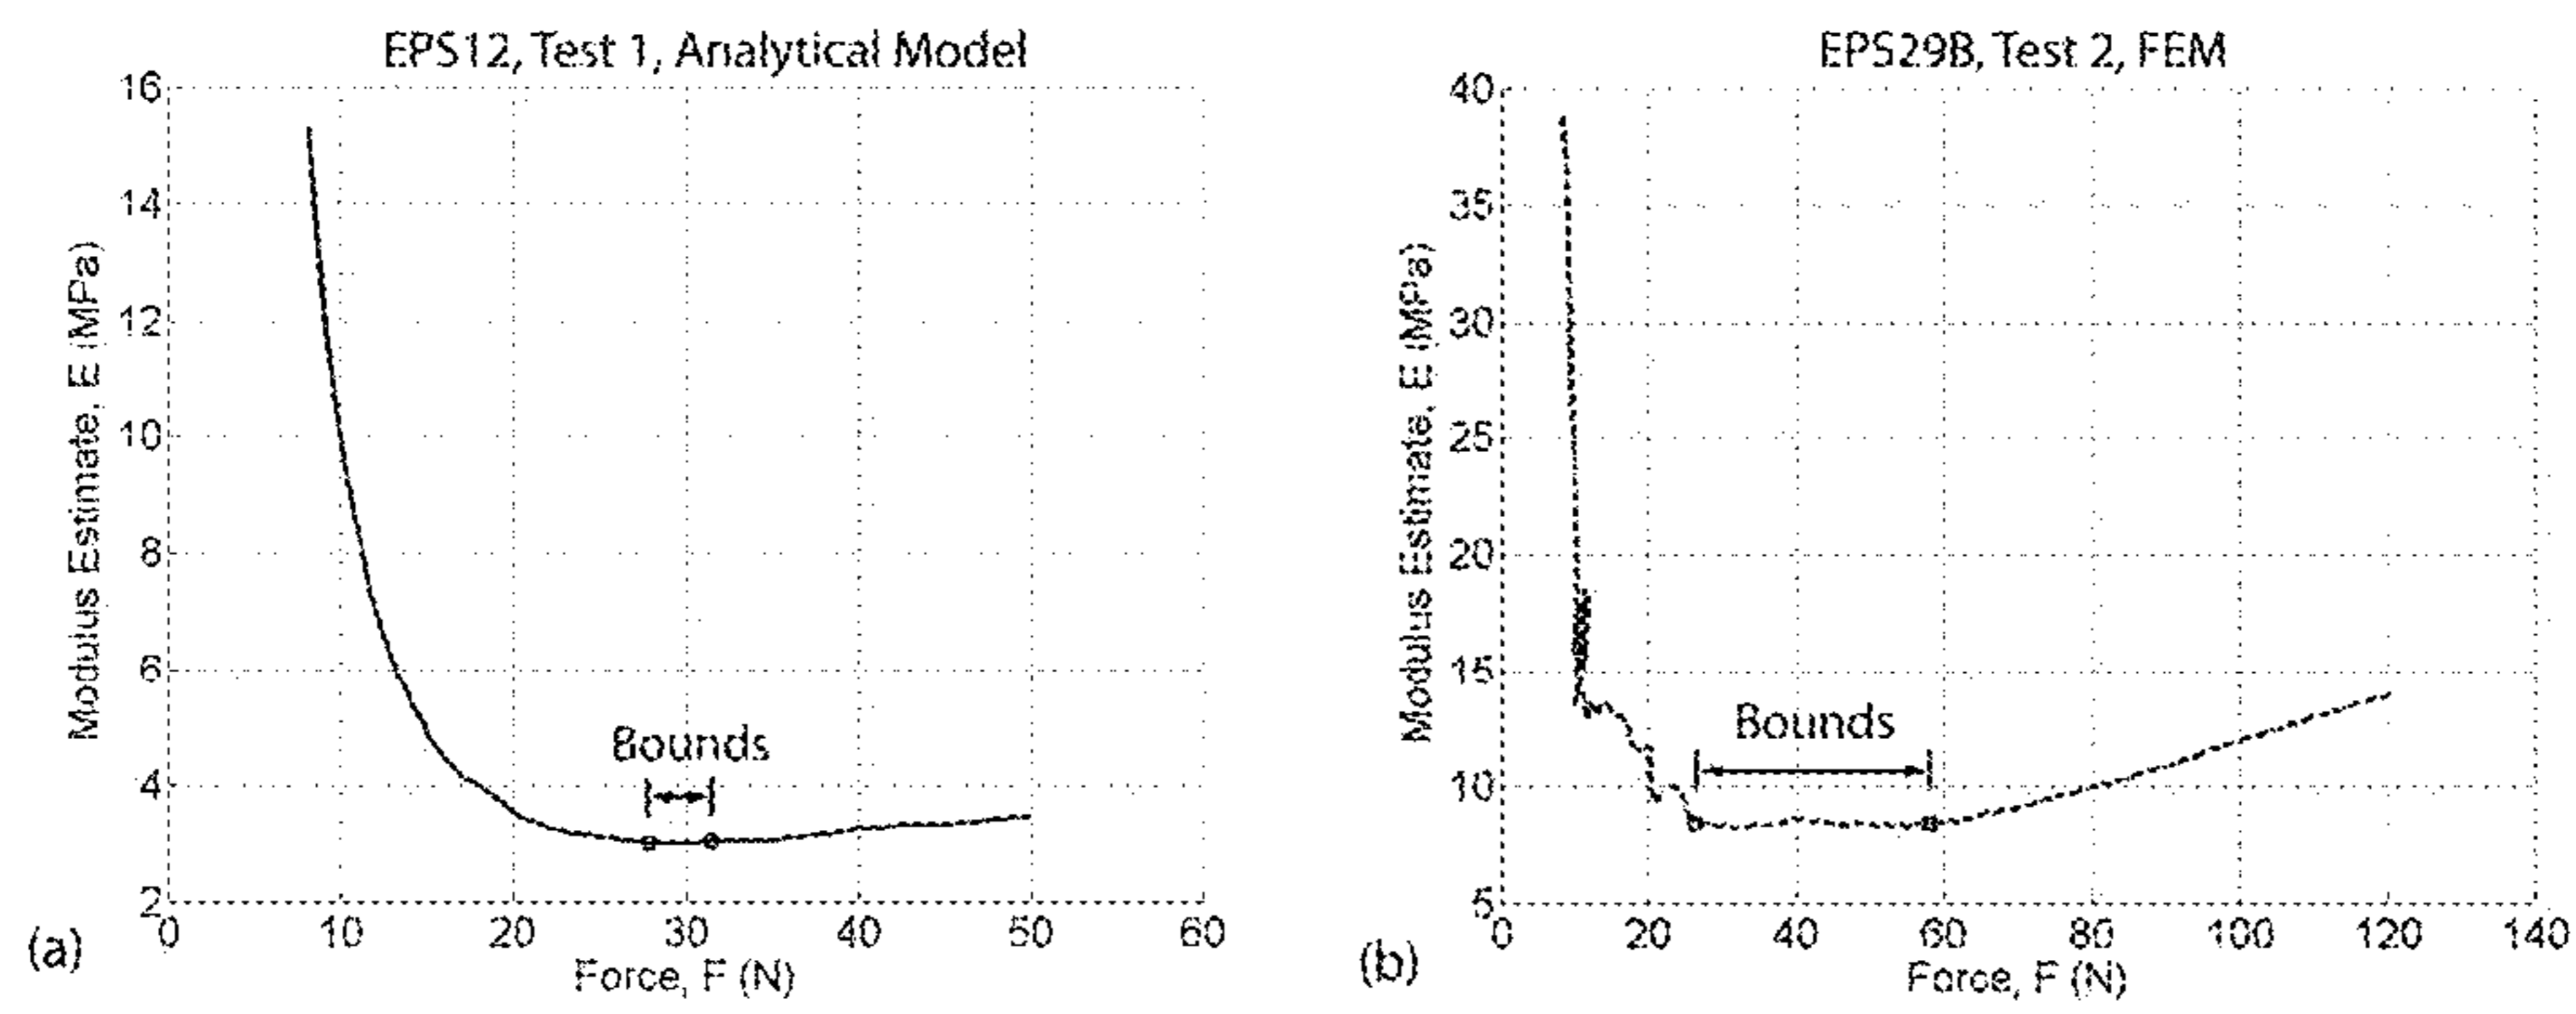 EPS12, Test 1, Analytical Model
16
14
12
10
8
6
4
2
Modulus Estimate, E (MPa)
Bounds
0 10 20 30 40 50 60
Force, F (N)
(a)
EPS29B, Test 2, FEM
40
35
30
25
20
15
10
5
Modulus Estimate, E (MPa)
Bounds
0 20 40 60 80 100 120 140
Force, F (N)
(b)